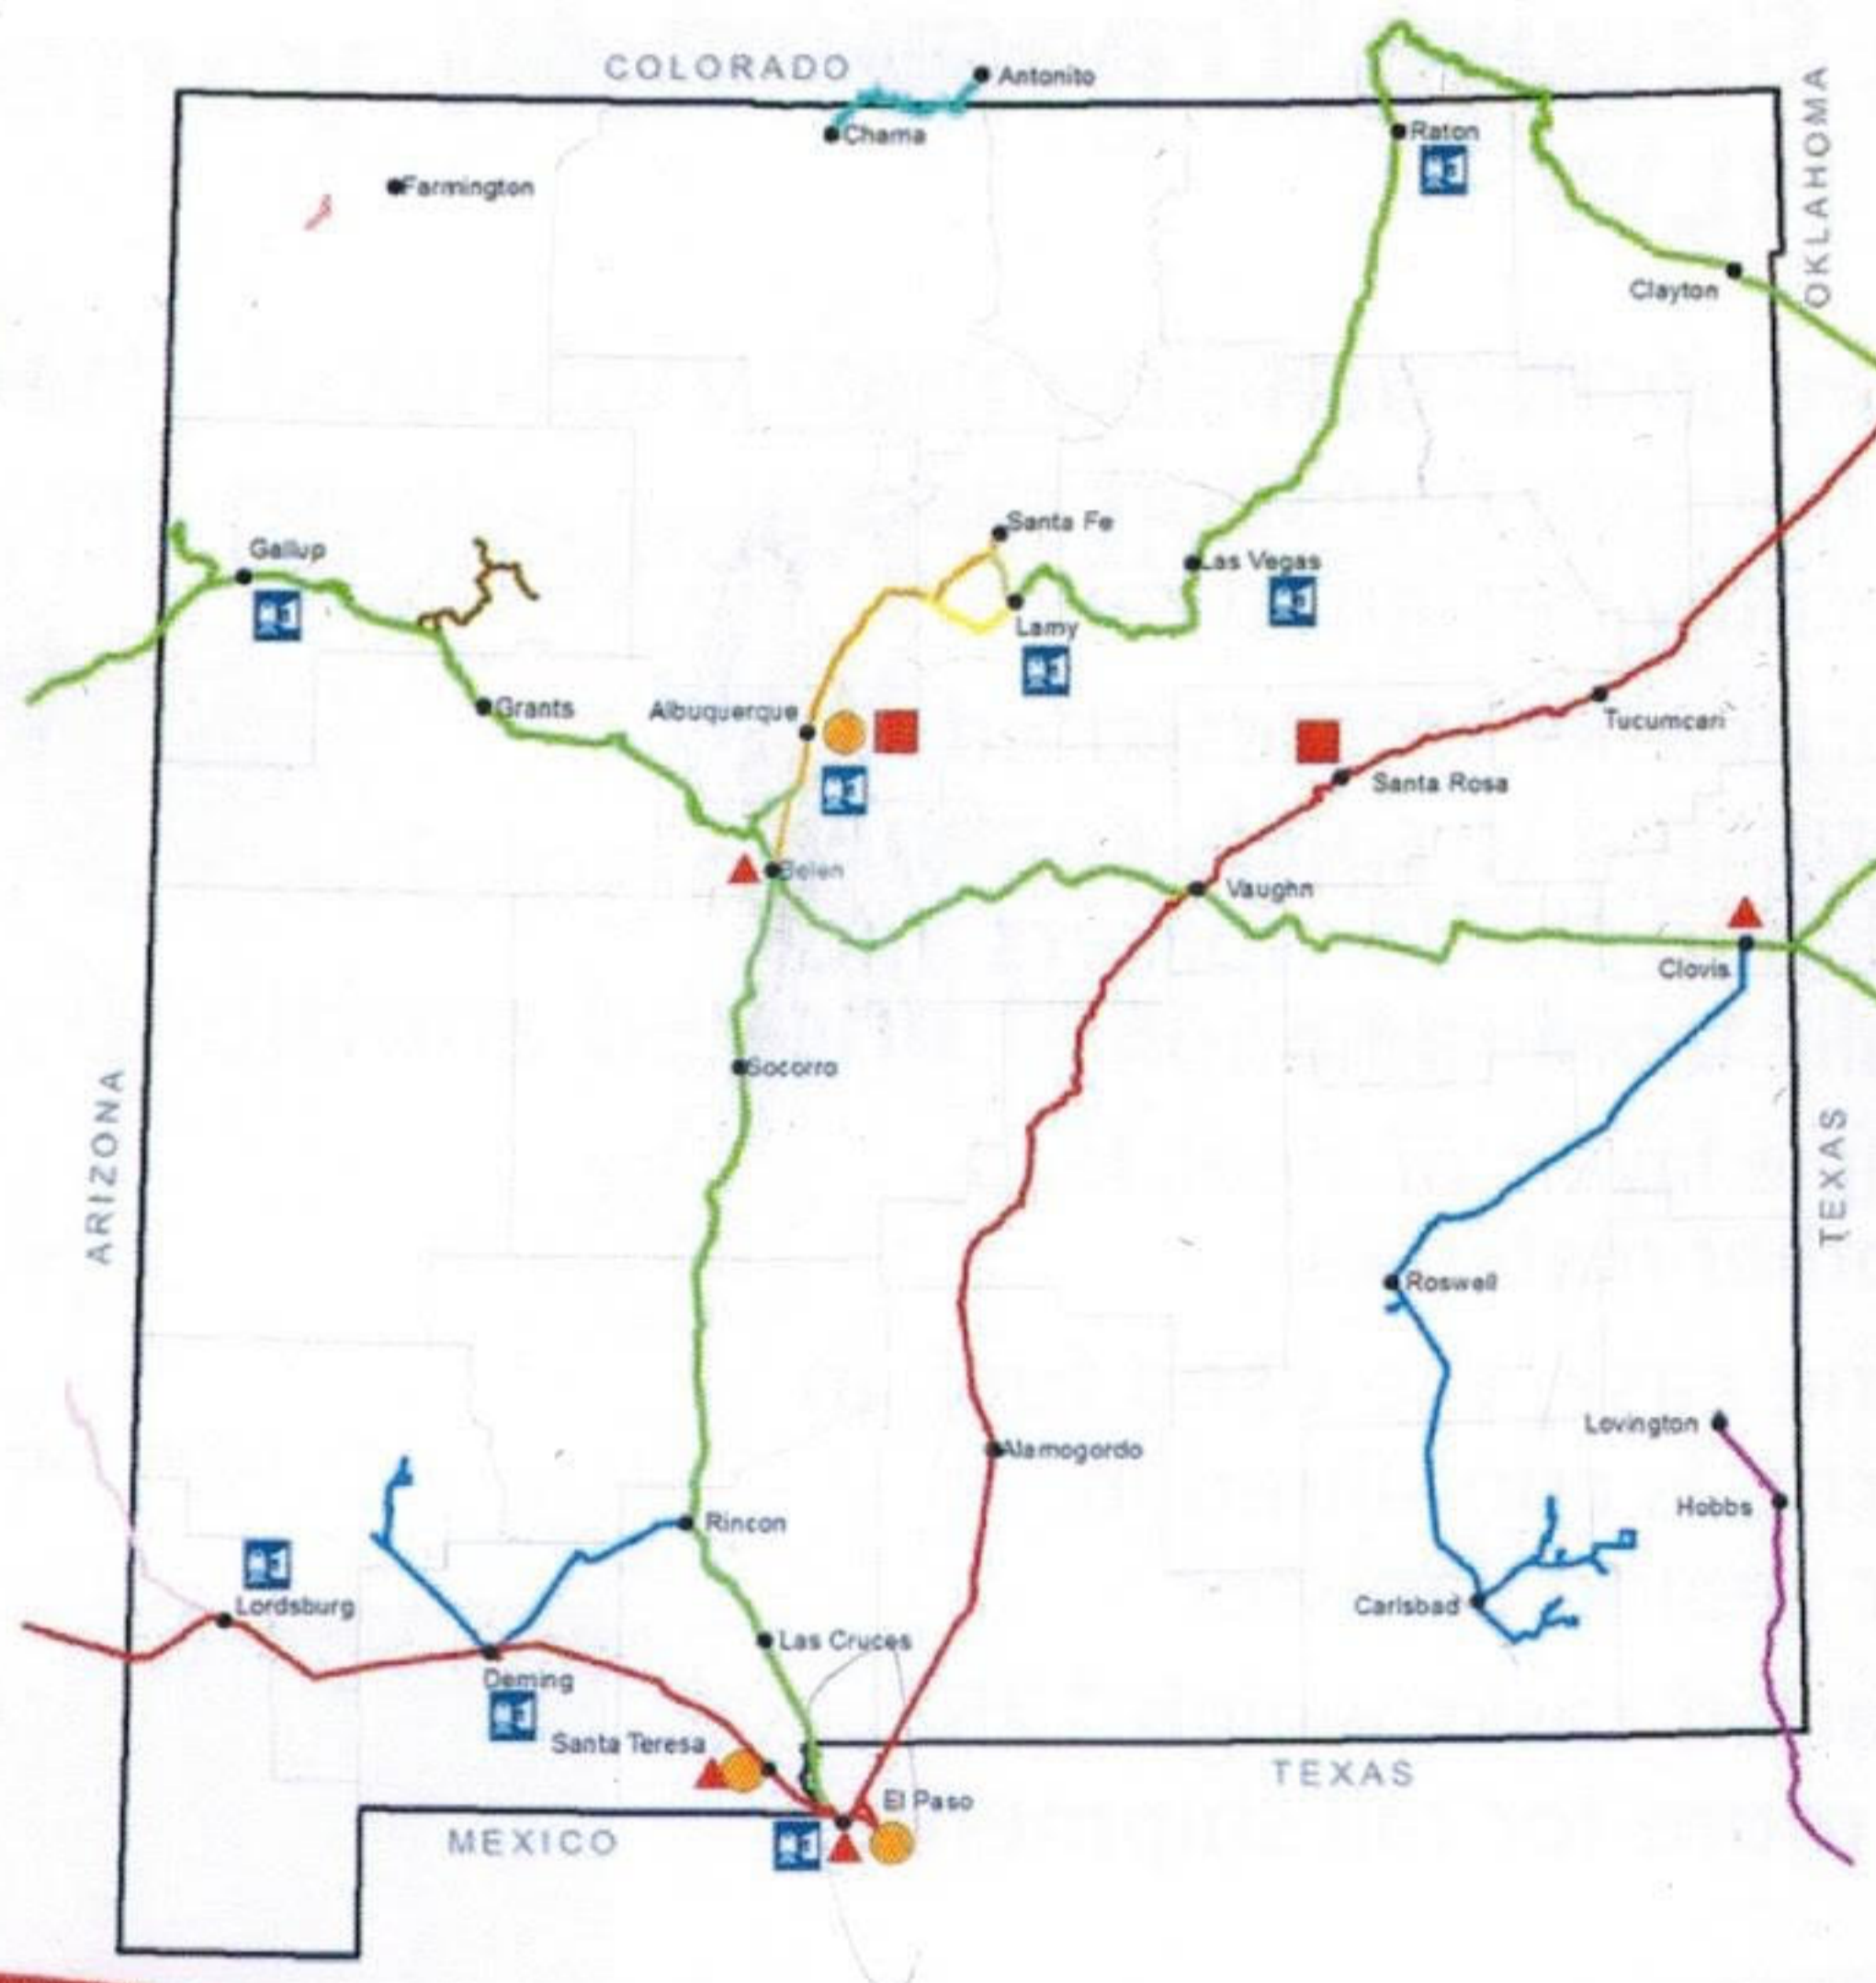 COLORADO
Antonito
Chama
Raton
Farmington
OKLAHOMA
Clayton
Santa Fe
Gallup
Las Vegas
Lamy
Grants
Albuquerque
Tucumcari
Santa Rosa
Belen
Vaughn
Clovis
Socorro
ARIZONA
TEXAS
Roswell
Lovington
Alamogordo
Hobbs
Rincon
Lordsburg
Carlsbad
Las Cruces
Deming
Santa Teresa
TEXAS
El Paso
MEXICO